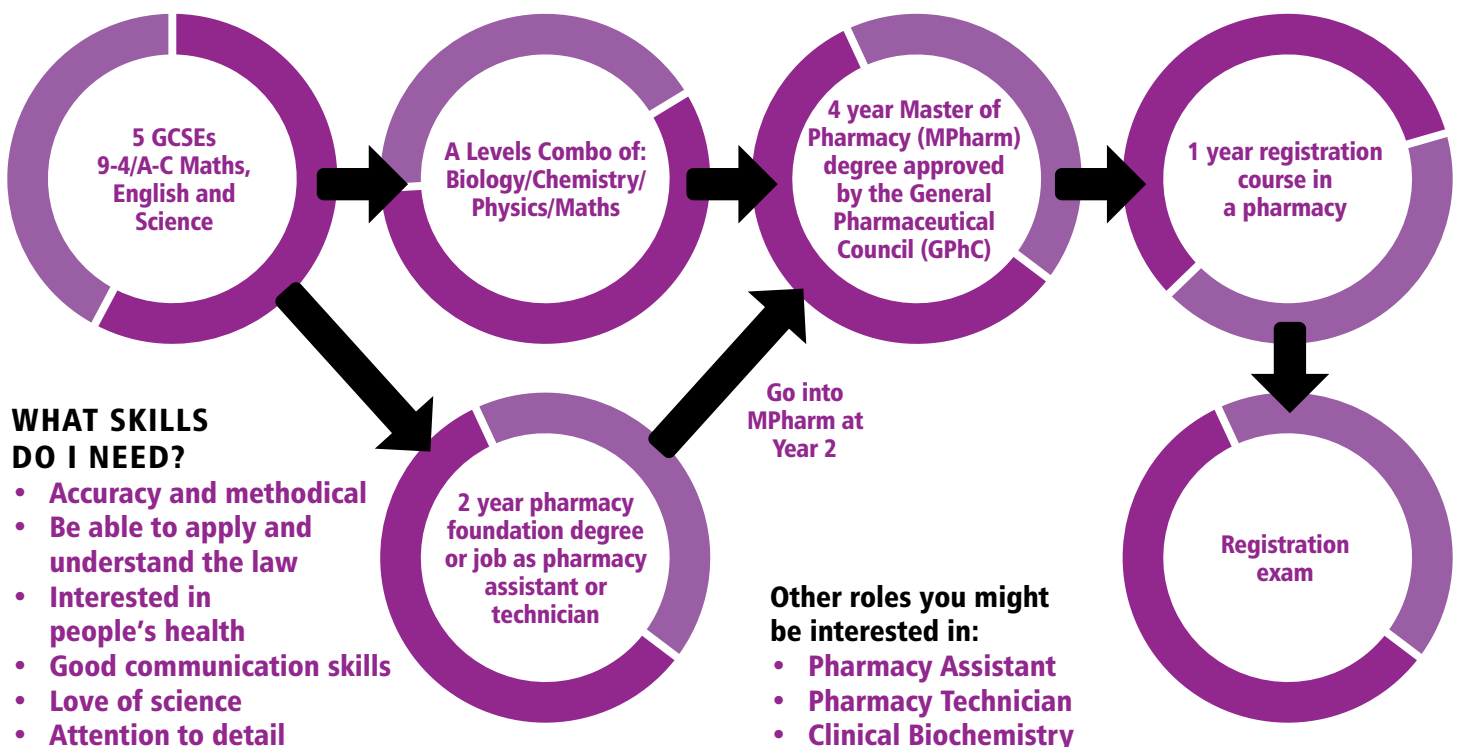 5 GCSEs
9-4/A-C Maths,
English and
Science
A Levels Combo of:
Biology/Chemistry/
Physics/Maths
4 year Master of
Pharmacy (MPharm)
degree approved
by the General
Pharmaceutical
Council (GPhC)
1 year registration
course in
a pharmacy
Go into
MPharm at
Year 2
2 year pharmacy
foundation degree
or job as pharmacy
assistant or
technician
Registration
exam
WHAT SKILLS
DO I NEED?
• Accuracy and methodical
• Be able to apply and
understand the law
• Interested in
people's health
• Good communication skills
• Love of science
• Attention to detail
Other roles you might
be interested in:
• Pharmacy Assistant
• Pharmacy Technician
• Clinical Biochemistry